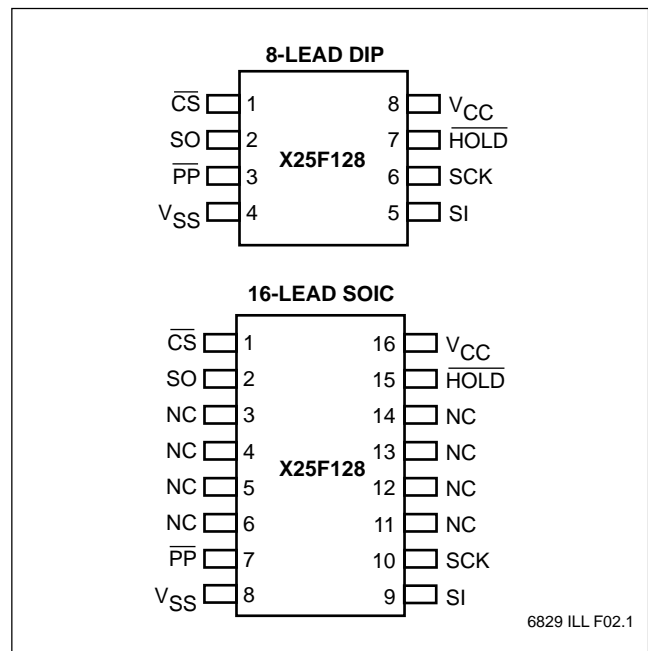 8-LEAD DIP
CS 1 8 VCC
SO 2 7 HOLD
X25F128
PP 3 6 SCK
VSS 4 5 SI
16-LEAD SOIC
CS 1 16 VCC
SO 2 15 HOLD
NC 3 14 NC
NC 4 13 NC
X25F128
NC 5 12 NC
NC 6 11 NC
PP 7 10 SCK
VSS 8 9 SI
6829 ILL F02.1